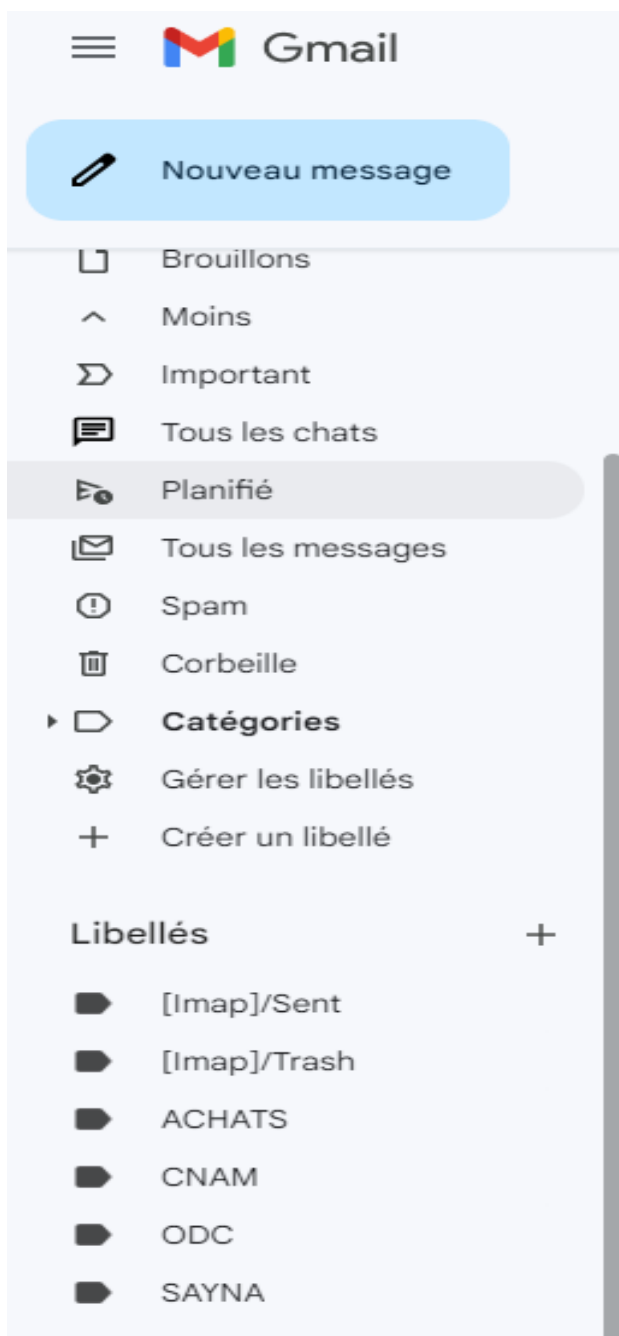 Gmail
Nouveau message
Brouillons
Moins
Important
Tous les chats
Planifié
Tous les messages
Spam
Corbeille
Catégories
Gérer les libellés
Créer un libellé
Libellés
[Imap]/Sent
[Imap]/Trash
ACHATS
CNAM
ODC
SAYNA